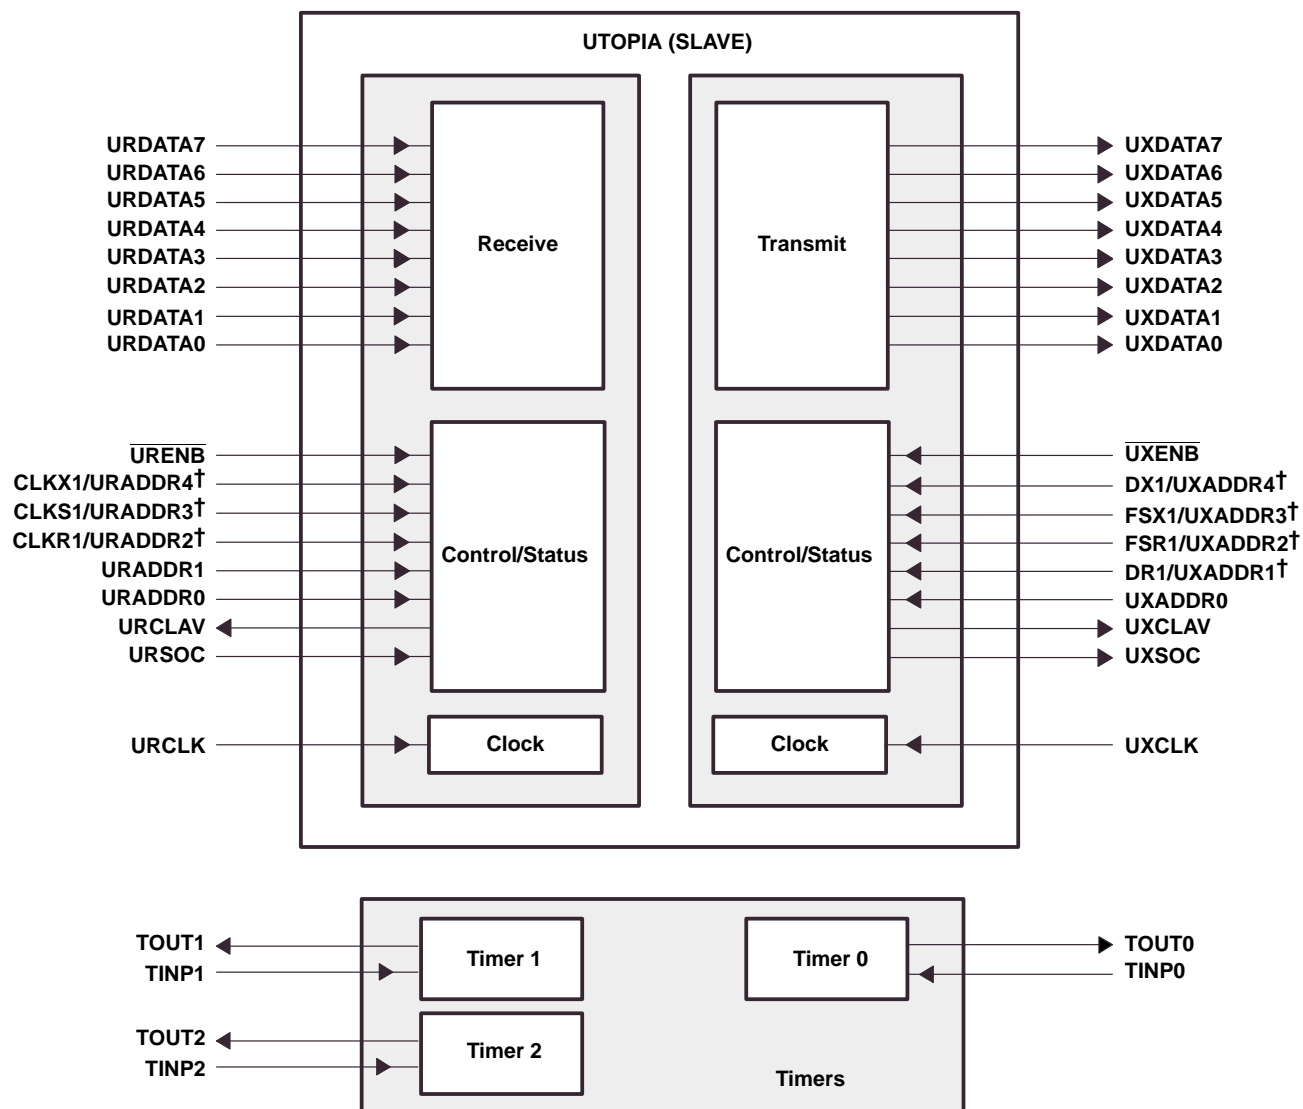 UTOPIA (SLAVE)
URDATA7
URDATA6
URDATA5
URDATA4
URDATA3
URDATA2
URDATA1
URDATA0
Receive
Transmit
UXDATA7
UXDATA6
UXDATA5
UXDATA4
UXDATA3
UXDATA2
UXDATA1
UXDATA0
URENB
CLKX1/URADDR4†
CLKS1/URADDR3†
CLKR1/URADDR2†
URADDR1
URADDR0
URCLAV
URSOC
Control/Status
Control/Status
UXENB
DX1/UXADDR4†
FSX1/UXADDR3†
FSR1/UXADDR2†
DR1/UXADDR1†
UXADDR0
UXCLAV
UXSOC
URCLK
Clock
Clock
UXCLK
TOUT1
TINP1
Timer 1
Timer 0
TOUT0
TINP0
TOUT2
TINP2
Timer 2
Timers